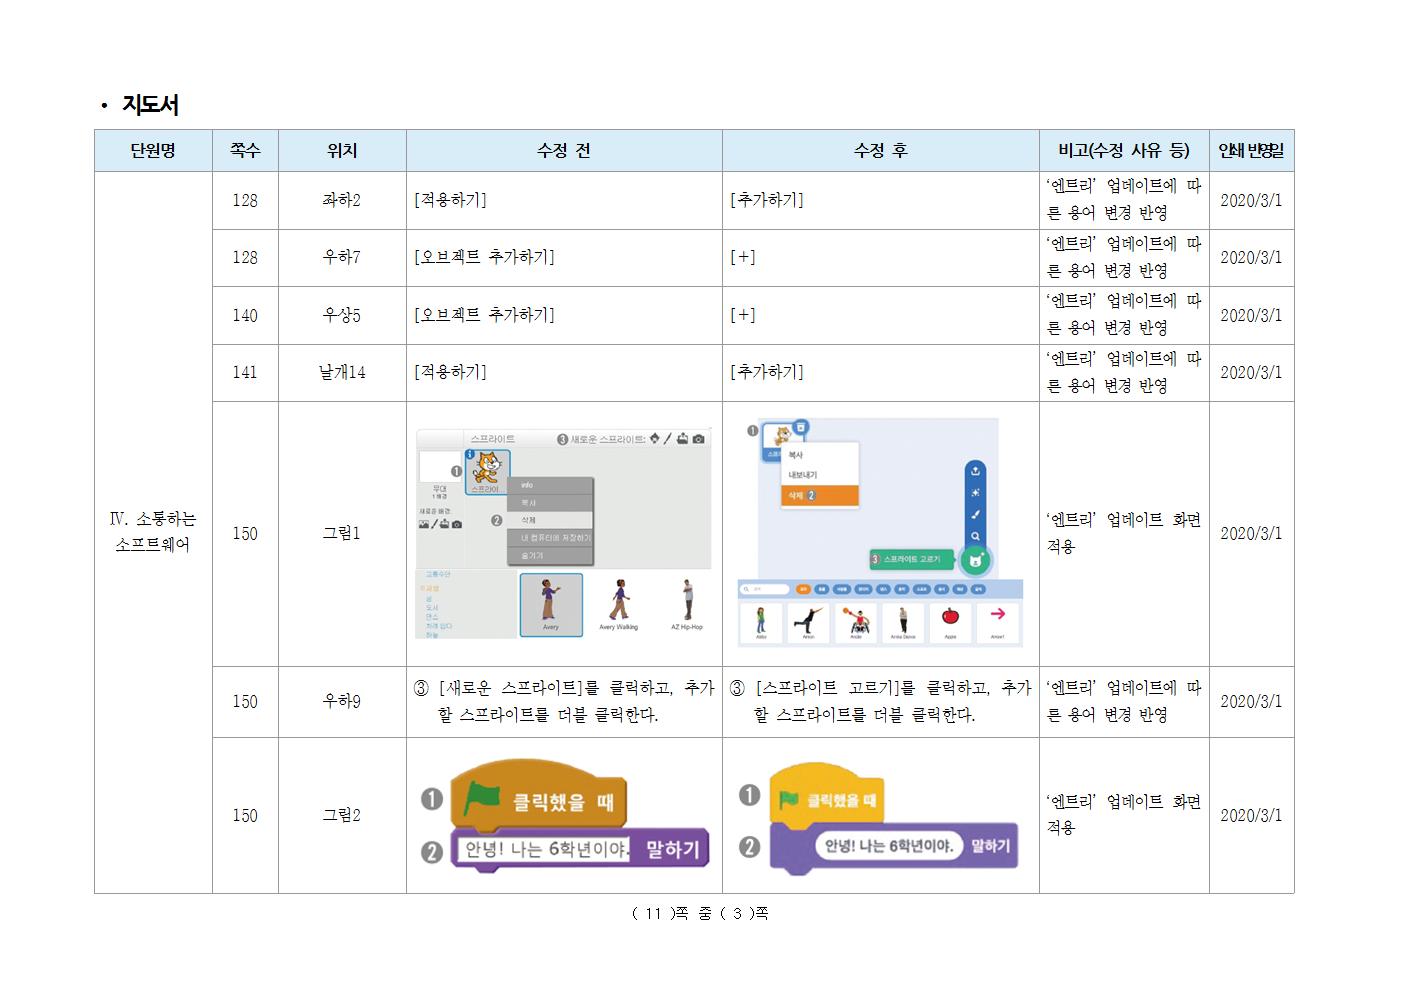 • 지도서
단원명 쪽수 위치 수정 전 수정 후 비고(수정 사유 등) 인쇄 반영일
Ⅳ. 소통하는
소프트웨어
128 좌하2 [적용하기] [추가하기] ‘엔트리’ 업데이트에 따
른 용어 변경 반영 2020/3/1
128 우하7 [오브젝트 추가하기] [+] ‘엔트리’ 업데이트에 따
른 용어 변경 반영 2020/3/1
140 우상5 [오브젝트 추가하기] [+] ‘엔트리’ 업데이트에 따
른 용어 변경 반영 2020/3/1
141 날개14 [적용하기] [추가하기] ‘엔트리’ 업데이트에 따
른 용어 변경 반영 2020/3/1
150 그림1
스프라이트 ③ 새로운 스프라이트:
①
무대
1 배경
스프라이
새로운 배경:
info
복사
② 삭제
내 컴퓨터에 저장하기
숨기기
교통수단
도시
댄스
하늘
Avery Avery Walking AZ Hip-Hop
①
복사
내보내기
삭제 ②
③ 스프라이트 고르기
Abby Amon Andie Anina Dance Apple Arrow1
‘엔트리’ 업데이트 화면
적용
2020/3/1
150 우하9
③ [새로운 스프라이트]를 클릭하고, 추가
할 스프라이트를 더블 클릭한다.
③ [스프라이트 고르기]를 클릭하고, 추가
할 스프라이트를 더블 클릭한다.
‘엔트리’ 업데이트에 따
른 용어 변경 반영
2020/3/1
150 그림2
① 클릭했을 때
② 안녕! 나는 6학년이야. 말하기
① 클릭했을 때
② 안녕! 나는 6학년이야. 말하기
‘엔트리’ 업데이트 화면
적용
2020/3/1
( 11 )쪽 중 ( 3 )쪽